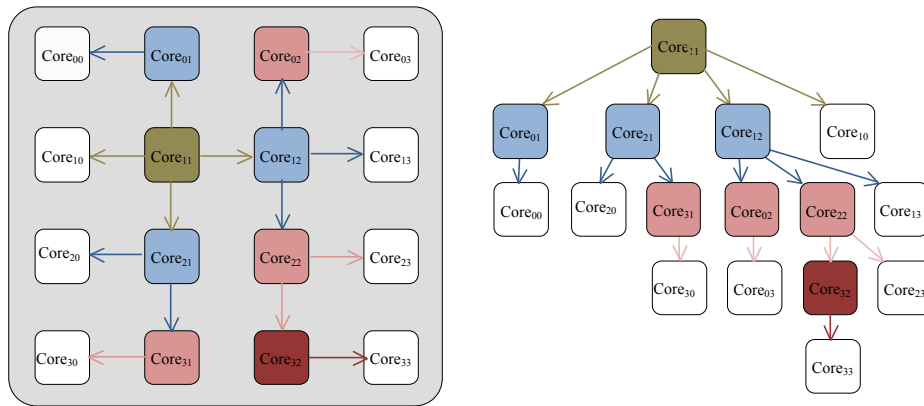 Core00 Core01 Core02 Core03
Core10 Core11 Core12 Core13
Core20 Core21 Core22 Core23
Core30 Core31 Core32 Core33
Core11
Core01 Core21 Core12 Core10
Core00 Core20 Core31 Core02 Core22 Core13
Core30 Core03 Core32 Core23
Core33